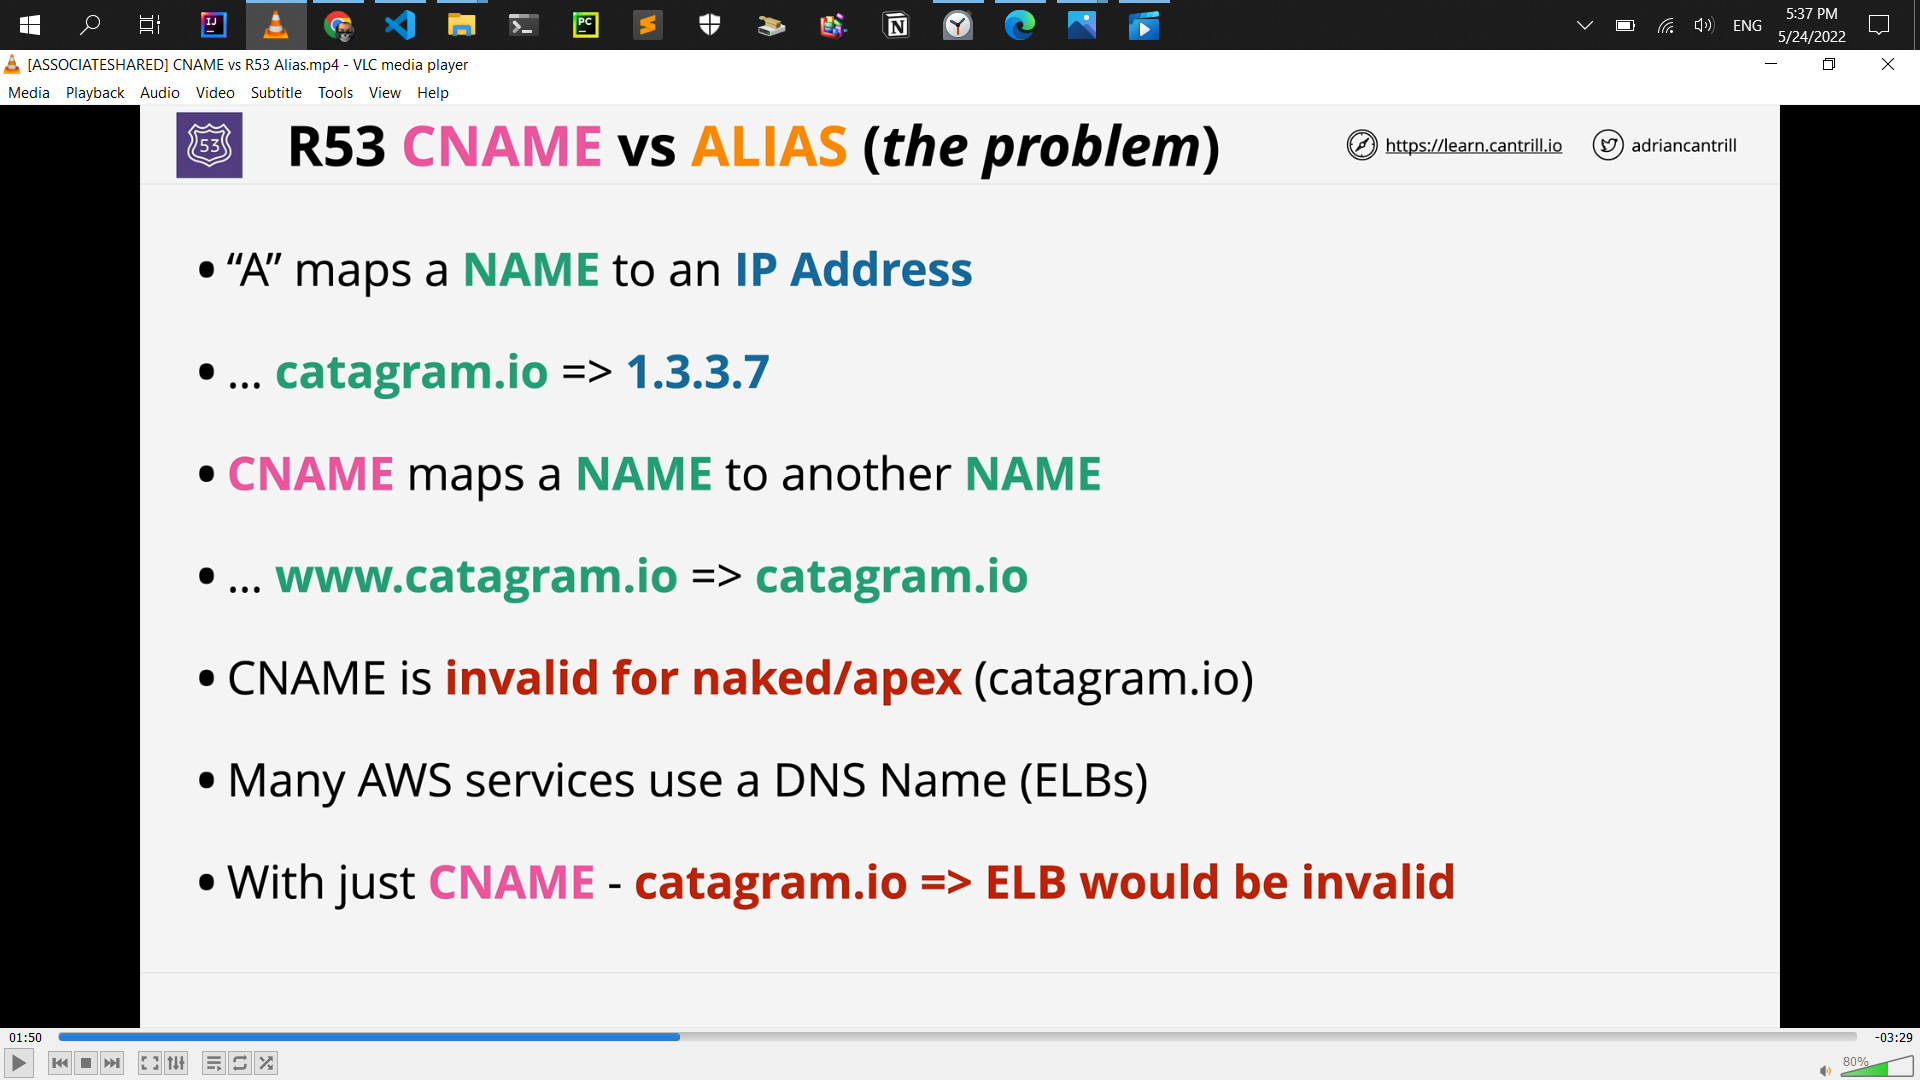 IJ
PC
N
ENG
5:37 PM
5/24/2022
[ASSOCIATESHARED] CNAME vs R53 Alias.mp4 - VLC media player
Media Playback Audio Video Subtitle Tools View Help
53
R53 CNAME vs ALIAS (the problem)
https://learn.cantrill.io
adriancantrill
• “A” maps a NAME to an IP Address
• ... catagram.io => 1.3.3.7
• CNAME maps a NAME to another NAME
• ... www.catagram.io => catagram.io
• CNAME is invalid for naked/apex (catagram.io)
• Many AWS services use a DNS Name (ELBs)
• With just CNAME - catagram.io => ELB would be invalid
01:50
-03:29
80%